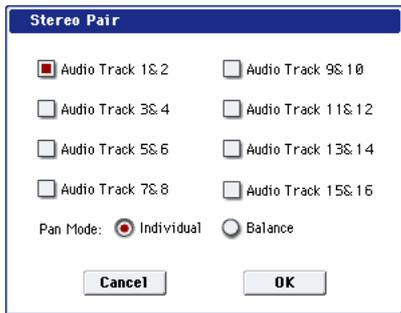 Stereo Pair
Audio Track 1&2
Audio Track 9&10
Audio Track 3&4
Audio Track 11&12
Audio Track 5&6
Audio Track 13&14
Audio Track 7&8
Audio Track 15&16
Pan Mode: Individual Balance
Cancel OK